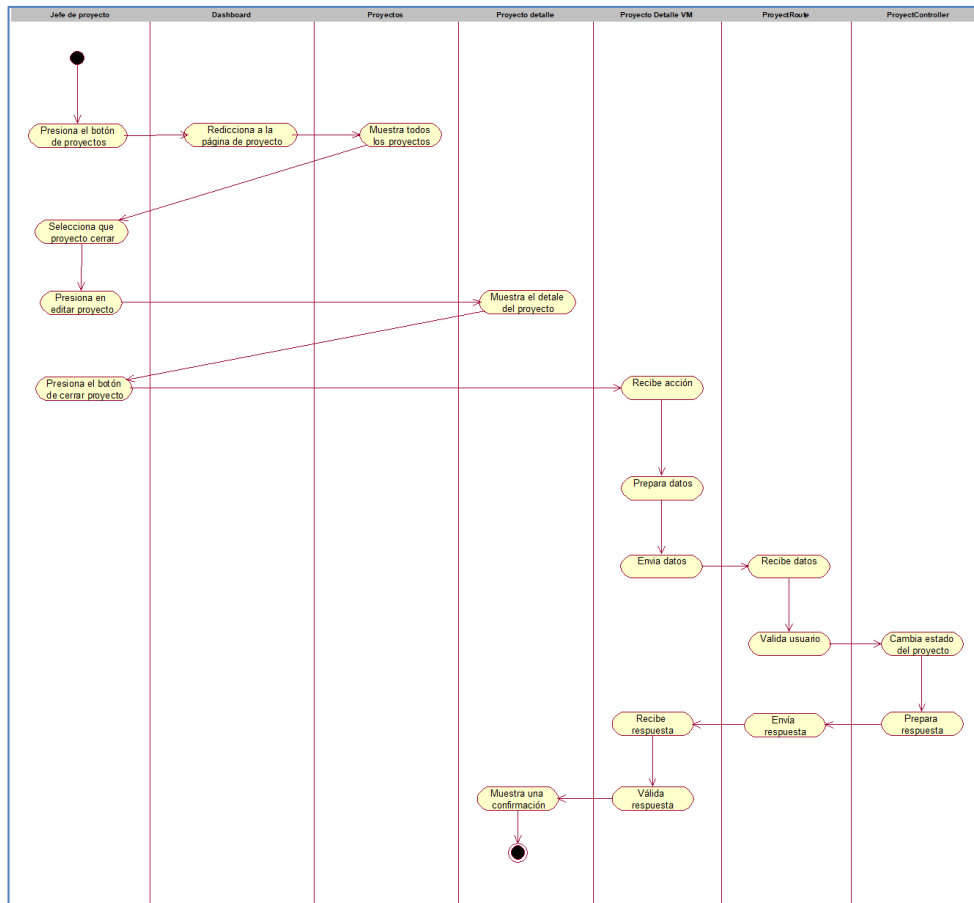 Jefe de proyecto
Dashboard
Proyectos
Proyecto detalle
Proyecto Detalle VM
ProyectRoute
ProyectController
Presiona el botón
de proyectos
Redicciona a la
página de proyecto
Muestra todos
los proyectos
Selecciona que
proyecto cerrar
Presiona en
editar proyecto
Muestra el detale
del proyecto
Presiona el botón
de cerrar proyecto
Recibe acción
Prepara datos
Envia datos
Recibe datos
Valida usuario
Cambia estado
del proyecto
Recibe
respuesta
Envía
respuesta
Prepara
respuesta
Muestra una
confirmación
Válida
respuesta